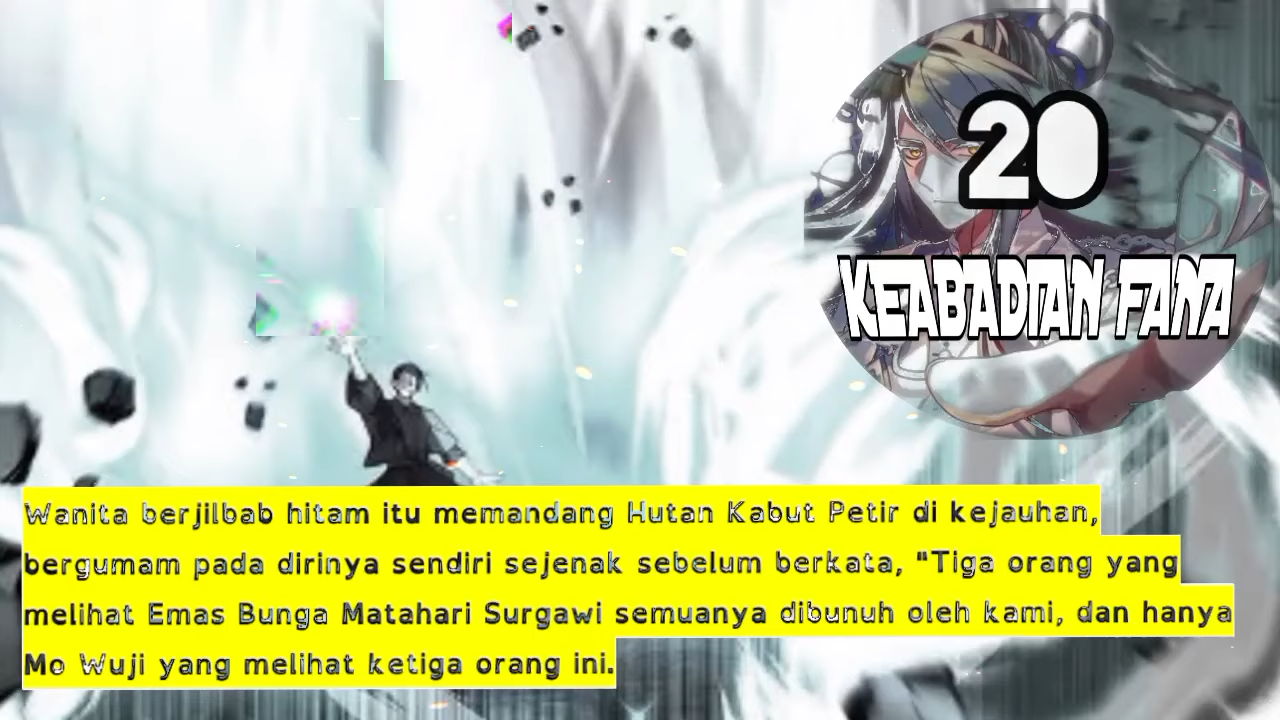 20
KEABADIAN FANA
Wanita berjilbab hitam itu memandang Hutan Kabut Petir di kejauhan,
bergumam pada dirinya sendiri sejenak sebelum berkata, "Tiga orang yang
melihat Emas Bunga Matahari Surgawi semuanya dibunuh oleh kami, dan hanya
Mo Wuji yang melihat ketiga orang ini.